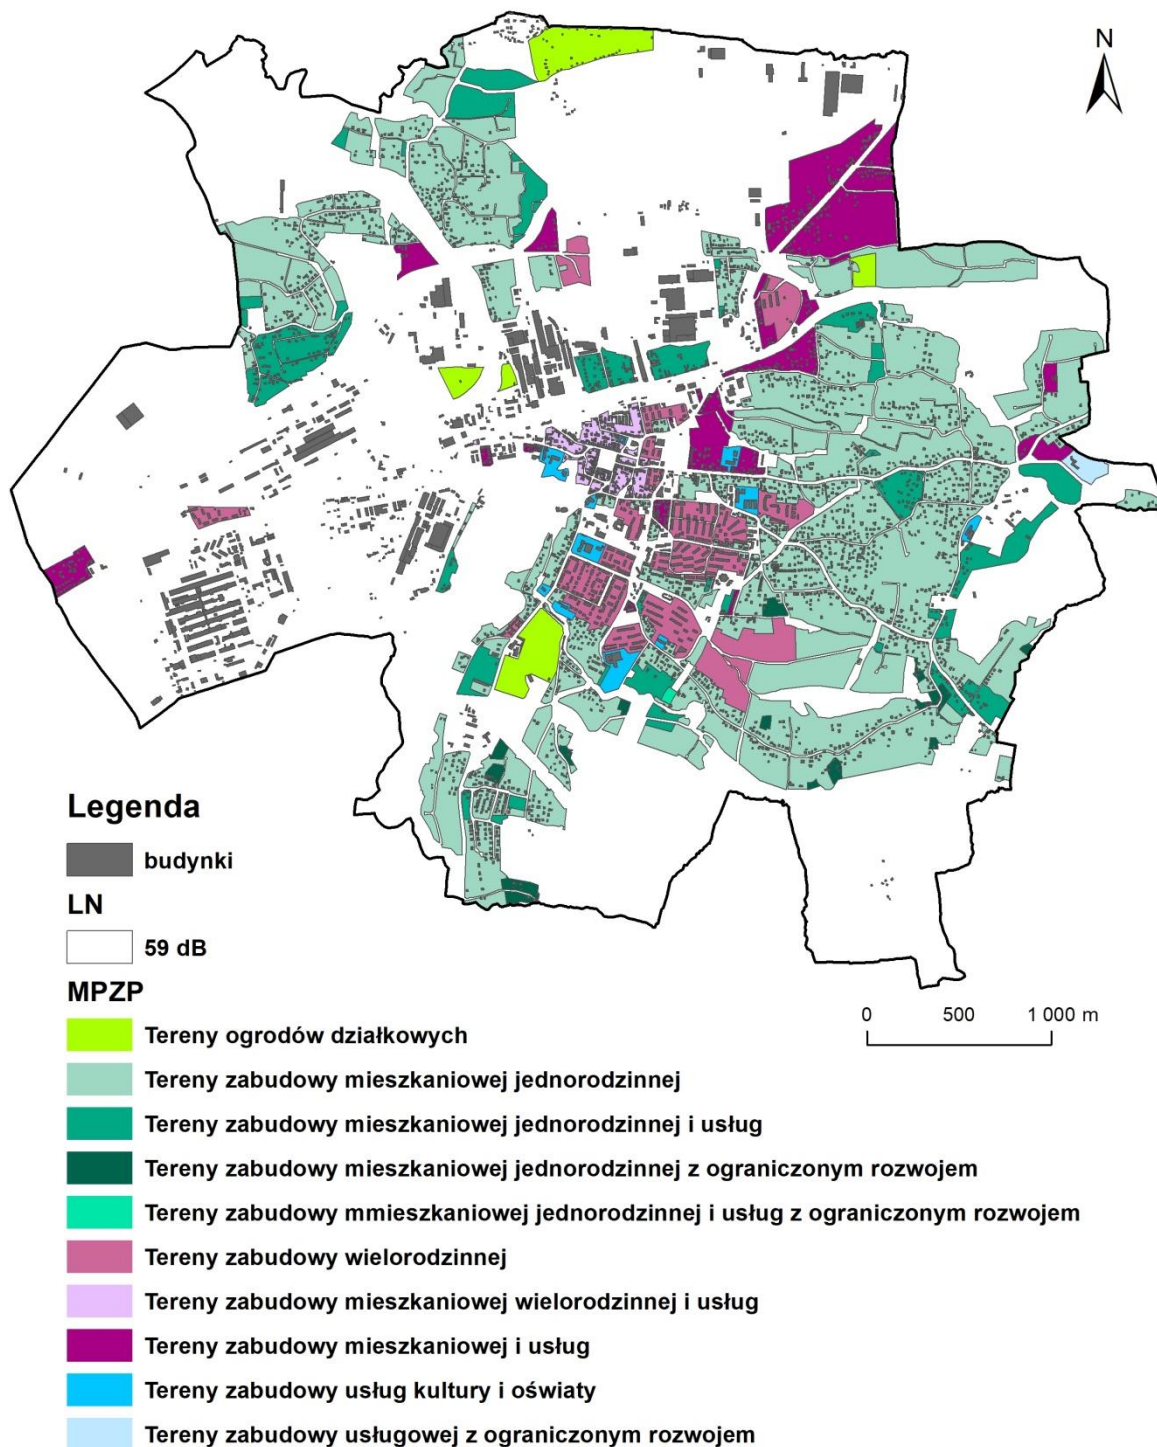 N
Legenda
budynki
LN
59 dB
MPZP
0 500 1 000 m
Tereny ogrodów działkowych
Tereny zabudowy mieszkaniowej jednorodzinnej
Tereny zabudowy mieszkaniowej jednorodzinnej i usług
Tereny zabudowy mieszkaniowej jednorodzinnej z ograniczonym rozwojem
Tereny zabudowy mmieszkaniowej jednorodzinnej i usług z ograniczonym rozwojem
Tereny zabudowy wielorodzinnej
Tereny zabudowy mieszkaniowej wielorodzinnej i usług
Tereny zabudowy mieszkaniowej i usług
Tereny zabudowy usług kultury i oświaty
Tereny zabudowy usługowej z ograniczonym rozwojem